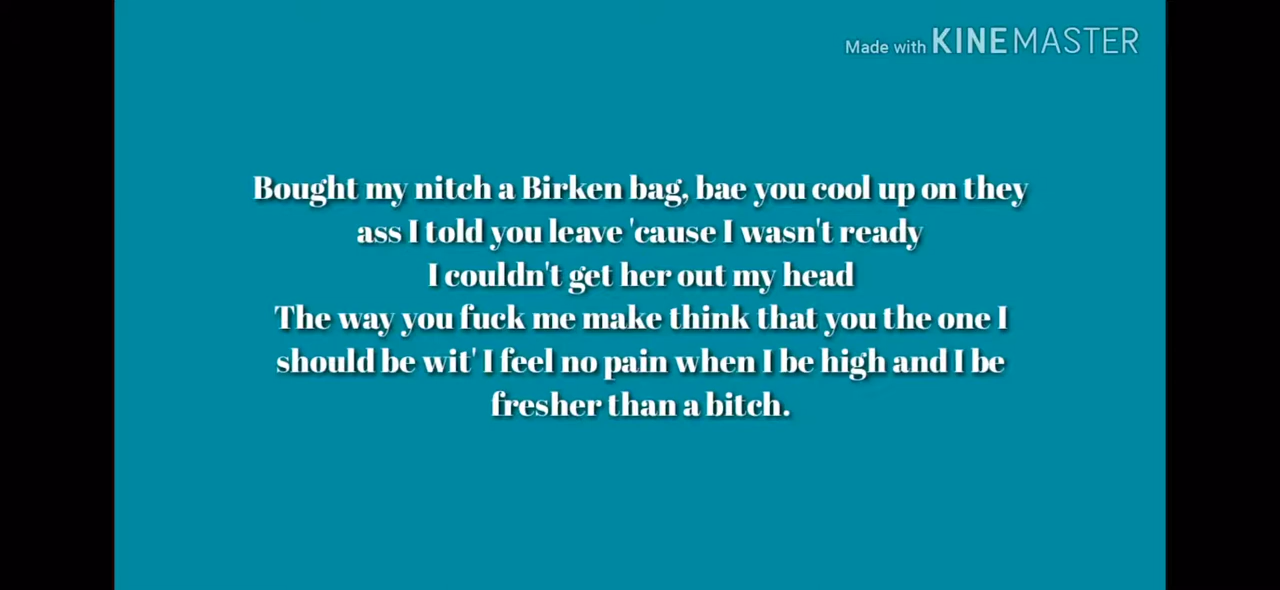 Made with KINEMASTER
Bought my nitch a Birken bag, bae you cool up on they
ass I told you leave 'cause I wasn't ready
I couldn't get her out my head
The way you fuck me make think that you the one I
should be wit' I feel no pain when I be high and I be
fresher than a bitch.